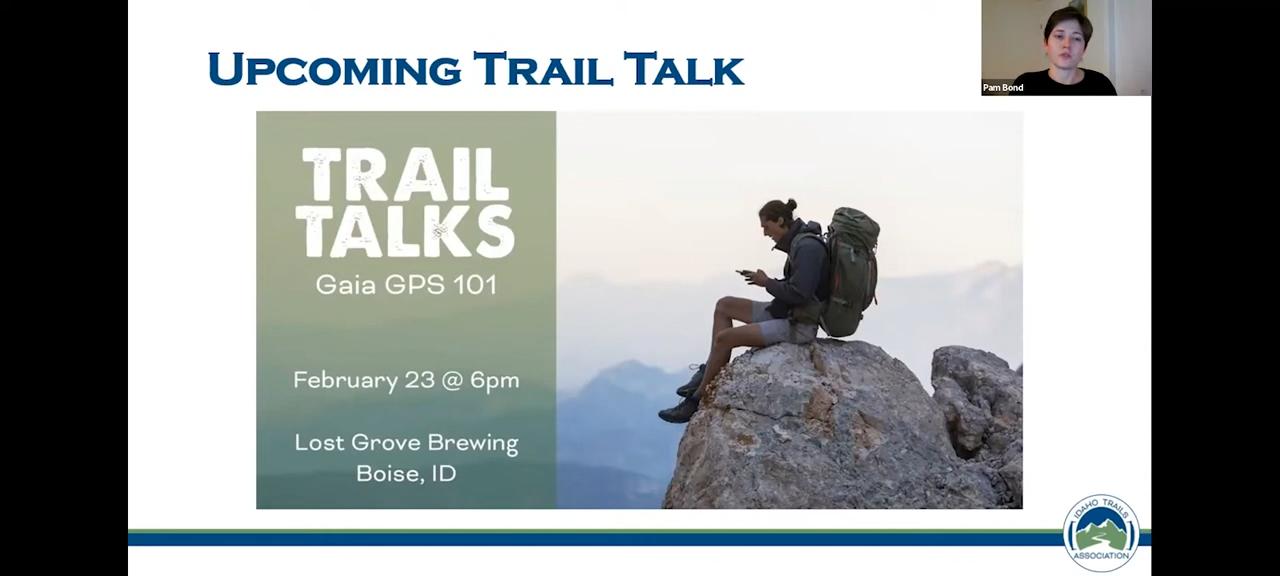 UPCOMING TRAIL TALK
Pam Bond
TRAIL
TALKS
Gaia GPS 101
February 23 @ 6pm
Lost Grove Brewing
Boise, ID
IDAHO TRAILS
ASSOCIATION